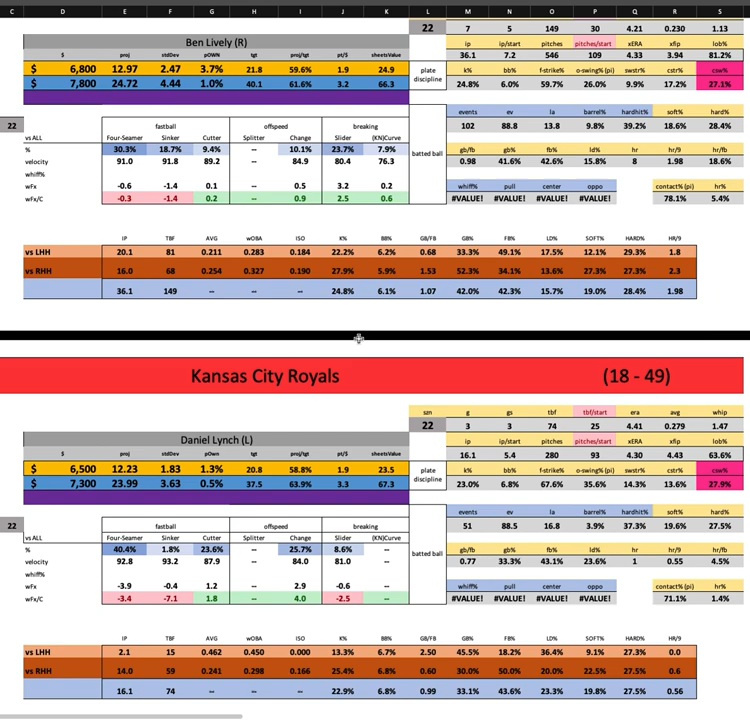 C D E F G H I J K L M N O P Q R S
22 7 5 149 30 4.21 0.230 1.13
Ben Lively (R) ip ip/start pitches pitches/start xERA xfip lob%
$ proj stdDev pOWN tgt proj/tgt pt/$ sheetsValue 36.1 7.2 546 109 4.33 3.94 81.2%
$ 6,800 12.97 2.47 3.7% 21.8 59.6% 1.9 24.9 plate discipline k% bb% f-strike% o-swing% (pi) swstr% cstr% csw%
$ 7,800 24.72 4.44 1.0% 40.1 61.6% 3.2 66.3 24.8% 6.0% 59.7% 26.0% 9.9% 17.2% 27.1%
events ev la barrel% hardhit% soft% hard%
22 fastball offspeed breaking 102 88.8 13.8 9.8% 39.2% 18.6% 28.4%
vs ALL Four-Seamer Sinker Cutter Splitter Change Slider (KN)Curve
% 30.3% 18.7% 9.4% -- 10.1% 23.7% 7.9% batted ball gb/fb gb% fb% ld% hr hr/9 hr/fb
velocity 91.0 91.8 89.2 84.9 80.4 76.3 0.98 41.6% 42.6% 15.8% 8 1.98 18.6%
whiff%
wFx -0.6 -1.4 0.1 0.5 3.2 0.2 whiff% pull center oppo contact% (pi) hr%
wFx/C -0.3 -1.4 0.2 -- 0.9 2.5 0.6 #VALUE! #VALUE! #VALUE! #VALUE! 78.1% 5.4%
IP TBF AVG wOBA ISO K% BB% GB/FB GB% FB% LD% SOFT% HARD% HR/9
vs LHH 20.1 81 0.211 0.283 0.184 22.2% 6.2% 0.68 33.3% 49.1% 17.5% 12.1% 29.3% 1.8
vs RHH 16.0 68 0.254 0.327 0.190 27.9% 5.9% 1.53 52.3% 34.1% 13.6% 27.3% 27.3% 2.3
36.1 149 -- -- 24.8% 6.1% 1.07 42.0% 42.3% 15.7% 19.0% 28.4% 1.98
Kansas City Royals (18 - 49)
szn g gs tbf tbf/start era avg whip
22 3 3 74 25 4.41 0.279 1.47
Daniel Lynch (L) ip ip/start pitches pitches/start xERA xfip lob%
$ proj stdDev pOWN tgt proj/tgt pt/$ sheetsValue 16.1 5.4 280 93 4.30 4.43 63.6%
$ 6,500 12.23 1.83 1.3% 20.8 58.8% 1.9 23.5 plate discipline k% bb% f-strike% o-swing% (pi) swstr% cstr% csw%
$ 7,300 23.99 3.63 0.5% 37.5 63.9% 3.3 67.3 23.0% 6.8% 67.6% 35.6% 14.3% 13.6% 27.9%
events ev la barrel% hardhit% soft% hard%
22 fastball offspeed breaking 51 88.5 16.8 3.9% 37.3% 19.6% 27.5%
vs ALL Four-Seamer Sinker Cutter Splitter Change Slider (KN)Curve
% 40.4% 1.8% 23.6% -- 25.7% 8.6% -- batted ball gb/fb gb% fb% ld% hr hr/9 hr/fb
velocity 92.8 93.2 87.9 84.0 81.0 0.77 33.3% 43.1% 23.6% 1 0.55 4.5%
whiff%
wFx -3.9 -0.4 1.2 2.9 -0.6 whiff% pull center oppo contact% (pi) hr%
wFx/C -3.4 -7.1 1.8 -- 4.0 -2.5 -- #VALUE! #VALUE! #VALUE! #VALUE! 71.1% 1.4%
IP TBF AVG wOBA ISO K% BB% GB/FB GB% FB% LD% SOFT% HARD% HR/9
vs LHH 2.1 15 0.462 0.450 0.000 13.3% 6.7% 2.50 45.5% 18.2% 36.4% 9.1% 27.3% 0.0
vs RHH 14.0 59 0.241 0.298 0.166 25.4% 6.8% 0.60 30.0% 50.0% 20.0% 22.5% 27.5% 0.6
16.1 74 -- -- 22.9% 6.8% 0.99 33.1% 43.6% 23.3% 19.8% 27.5% 0.56